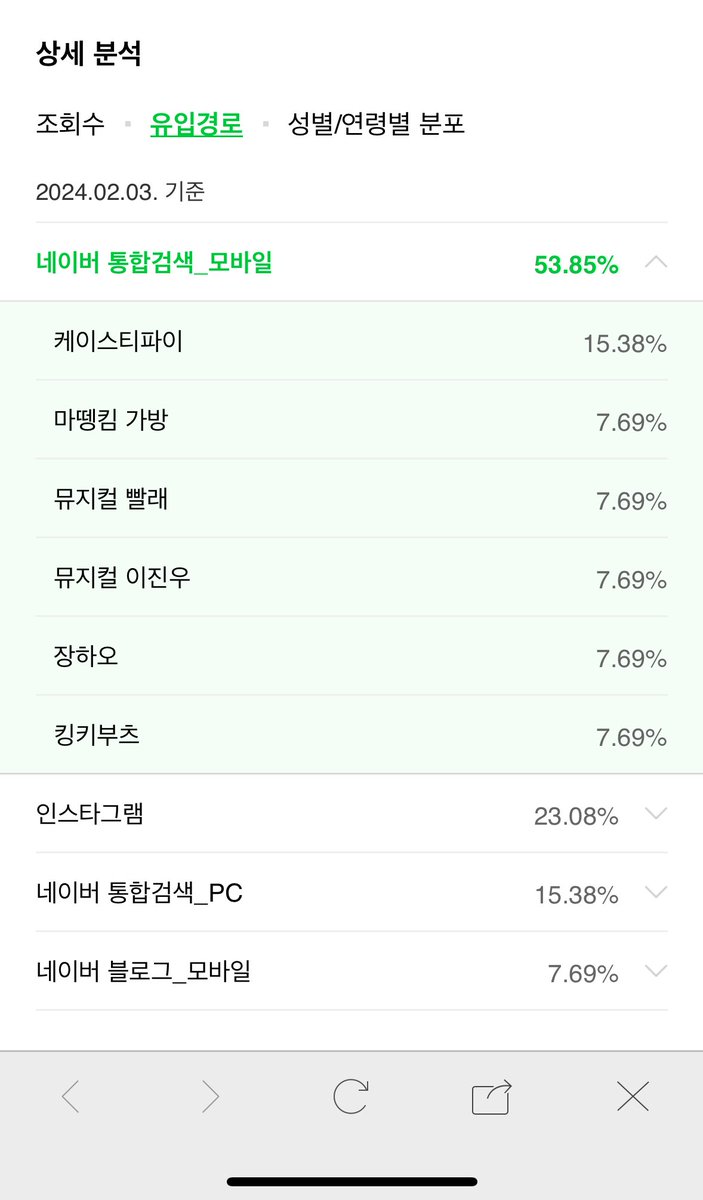 상세 분석
조회수 · 유입경로 · 성별/연령별 분포
2024.02.03. 기준
네이버 통합검색_모바일 53.85%
케이스티파이 15.38%
마뗑킴 가방 7.69%
뮤지컬 빨래 7.69%
뮤지컬 이진우 7.69%
장하오 7.69%
킹키부츠 7.69%
인스타그램 23.08%
네이버 통합검색_PC 15.38%
네이버 블로그_모바일 7.69%